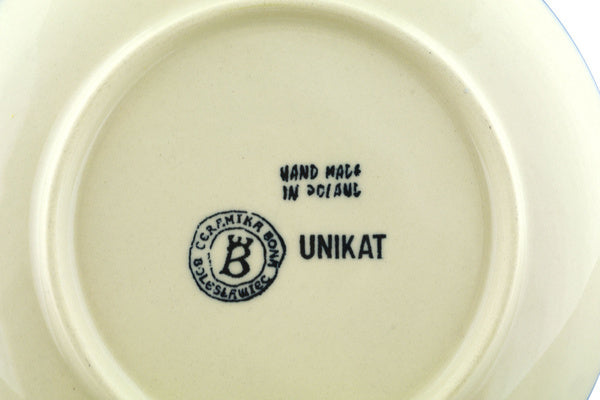 HAND MADE
IN POLAND
CERAMIKA BONA
B
BOLESŁAWIEC
UNIKAT